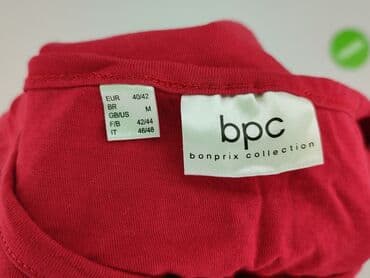 EUR 40/42
BR M
GB/US
F/B 42/44
IT 46/48
bpc
bonprix collection